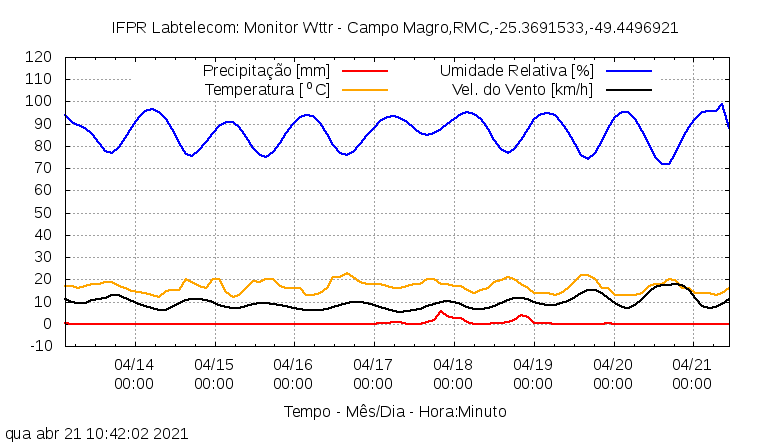 IFPR Labtelecom: Monitor Wttr - Campo Magro,RMC,-25.3691533,-49.4496921
120
110
100
90
80
70
60
50
40
30
20
10
0
-10
Precipitação [mm]
Temperatura [⁰C]
Umidade Relativa [%]
Vel. do Vento [km/h]
04/14 04/15 04/16 04/17 04/18 04/19 04/20 04/21
00:00 00:00 00:00 00:00 00:00 00:00 00:00 00:00
Tempo - Mês/Dia - Hora:Minuto
qua abr 21 10:42:02 2021